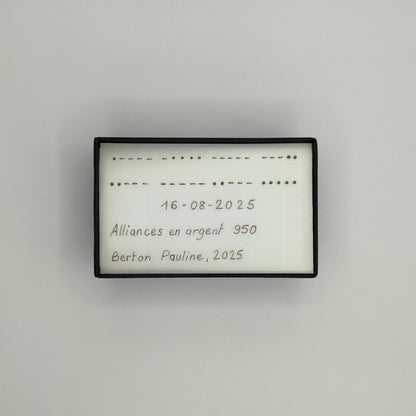 .---- -.... ----- ---..
..--- ----- ..--- .....
16-08-2025
Alliances en argent 950
Berton Pauline, 2025